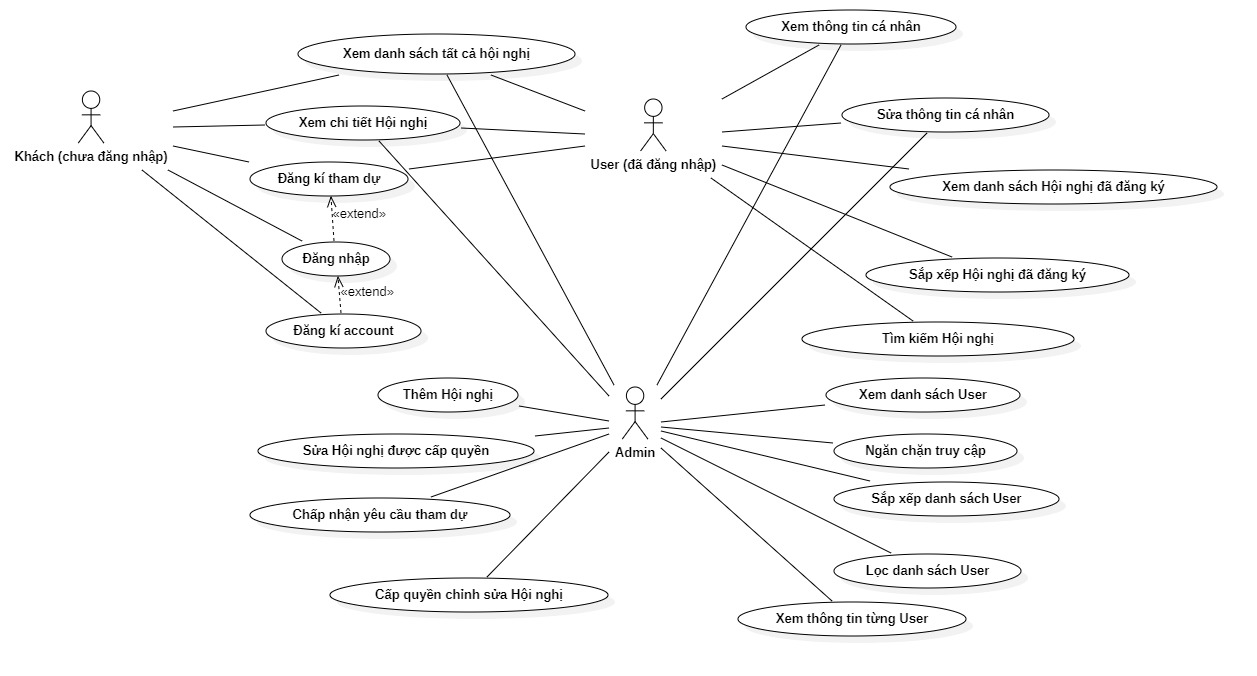 Xem thông tin cá nhân
Xem danh sách tất cả hội nghị
Xem chi tiết Hội nghị
Sửa thông tin cá nhân
Khách (chưa đăng nhập)
User (đã đăng nhập)
Đăng kí tham dự
Xem danh sách Hội nghị đã đăng ký
«extend»
Đăng nhập
Sắp xếp Hội nghị đã đăng ký
«extend»
Đăng kí account
Tìm kiếm Hội nghị
Thêm Hội nghị
Xem danh sách User
Sửa Hội nghị được cấp quyền
Admin
Ngăn chặn truy cập
Sắp xếp danh sách User
Chấp nhận yêu cầu tham dự
Lọc danh sách User
Cấp quyền chỉnh sửa Hội nghị
Xem thông tin từng User